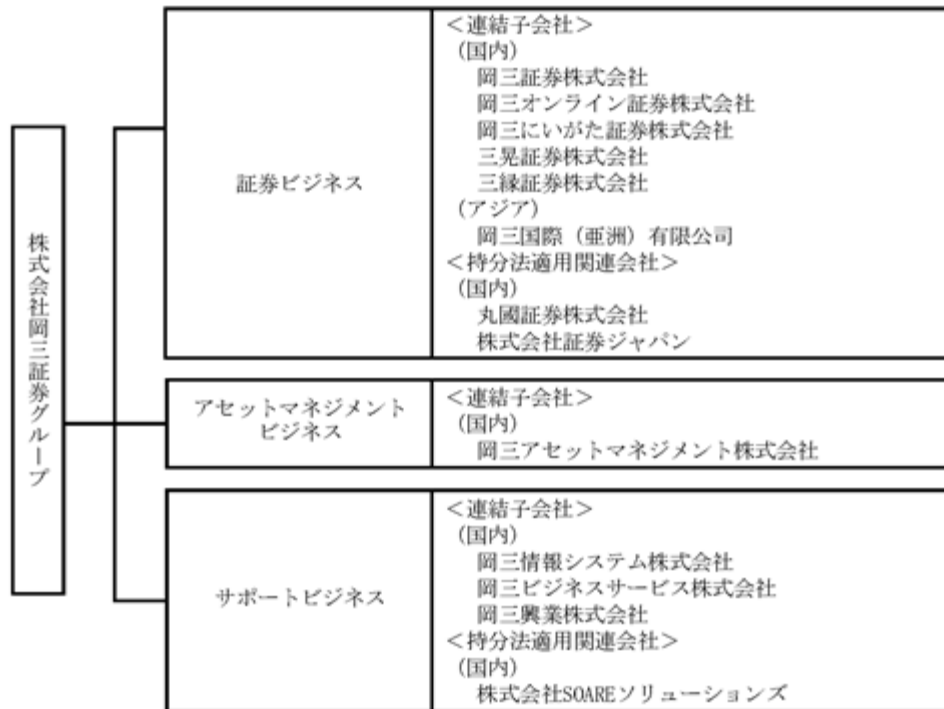 株式会社岡三証券グループ
証券ビジネス
＜連結子会社＞
（国内）
岡三証券株式会社
岡三オンライン証券株式会社
岡三にいがた証券株式会社
三晃証券株式会社
三縁証券株式会社
（アジア）
岡三国際（亜洲）有限公司
＜持分法適用関連会社＞
（国内）
丸國証券株式会社
株式会社証券ジャパン
アセットマネジメント
ビジネス
＜連結子会社＞
（国内）
岡三アセットマネジメント株式会社
サポートビジネス
＜連結子会社＞
（国内）
岡三情報システム株式会社
岡三ビジネスサービス株式会社
岡三興業株式会社
＜持分法適用関連会社＞
（国内）
株式会社SOAREソリューションズ